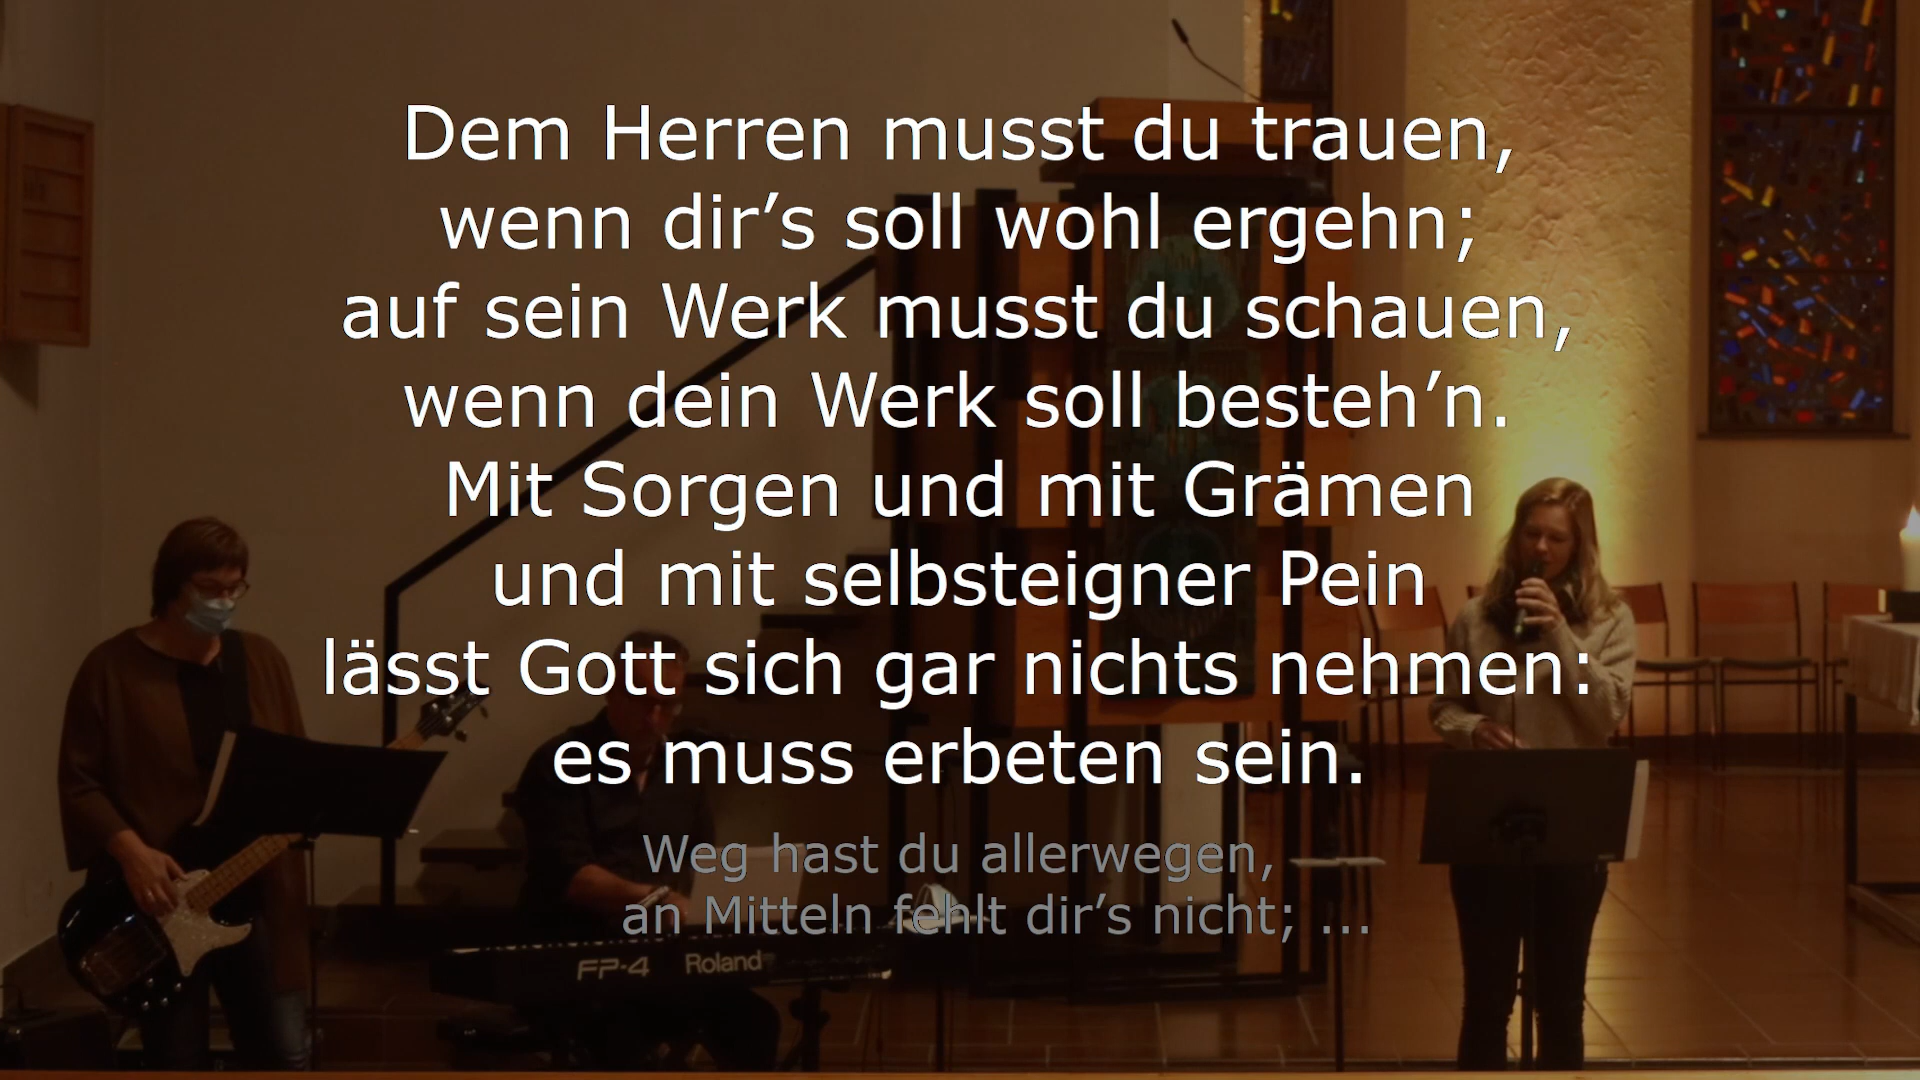 Dem Herren musst du trauen,
wenn dir’s soll wohl ergehn;
auf sein Werk musst du schauen,
wenn dein Werk soll besteh’n.
Mit Sorgen und mit Grämen
und mit selbsteigner Pein
lässt Gott sich gar nichts nehmen:
es muss erbeten sein.
Weg hast du allerwegen,
an Mitteln fehlt dir’s nicht; ...
FP-4 Roland